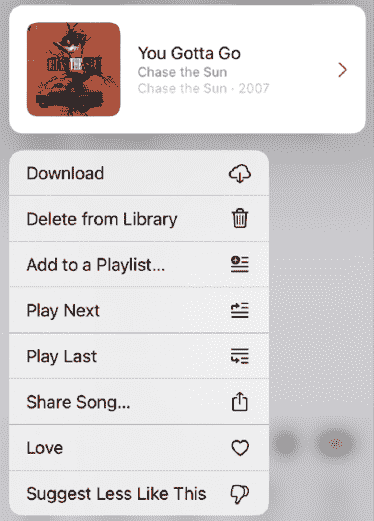 You Gotta Go
Chase the Sun
Chase the Sun · 2007
Download
Delete from Library
Add to a Playlist...
Play Next
Play Last
Share Song...
Love
Suggest Less Like This